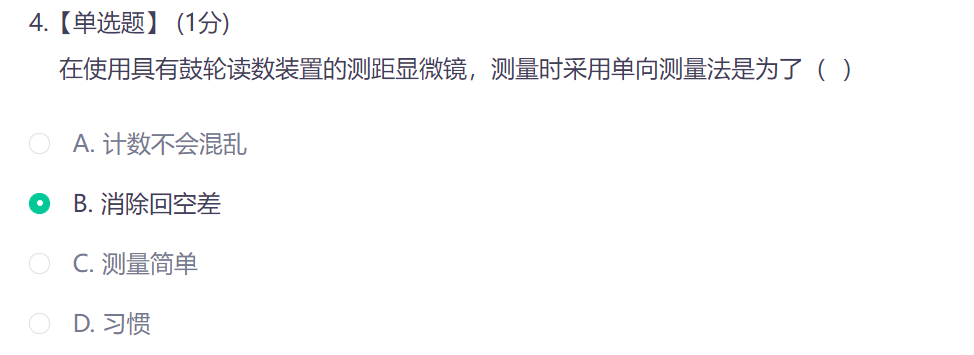 4.【单选题】 (1分)
在使用具有鼓轮读数装置的测距显微镜，测量时采用单向测量法是为了（  ）
A. 计数不会混乱
B. 消除回空差
C. 测量简单
D. 习惯